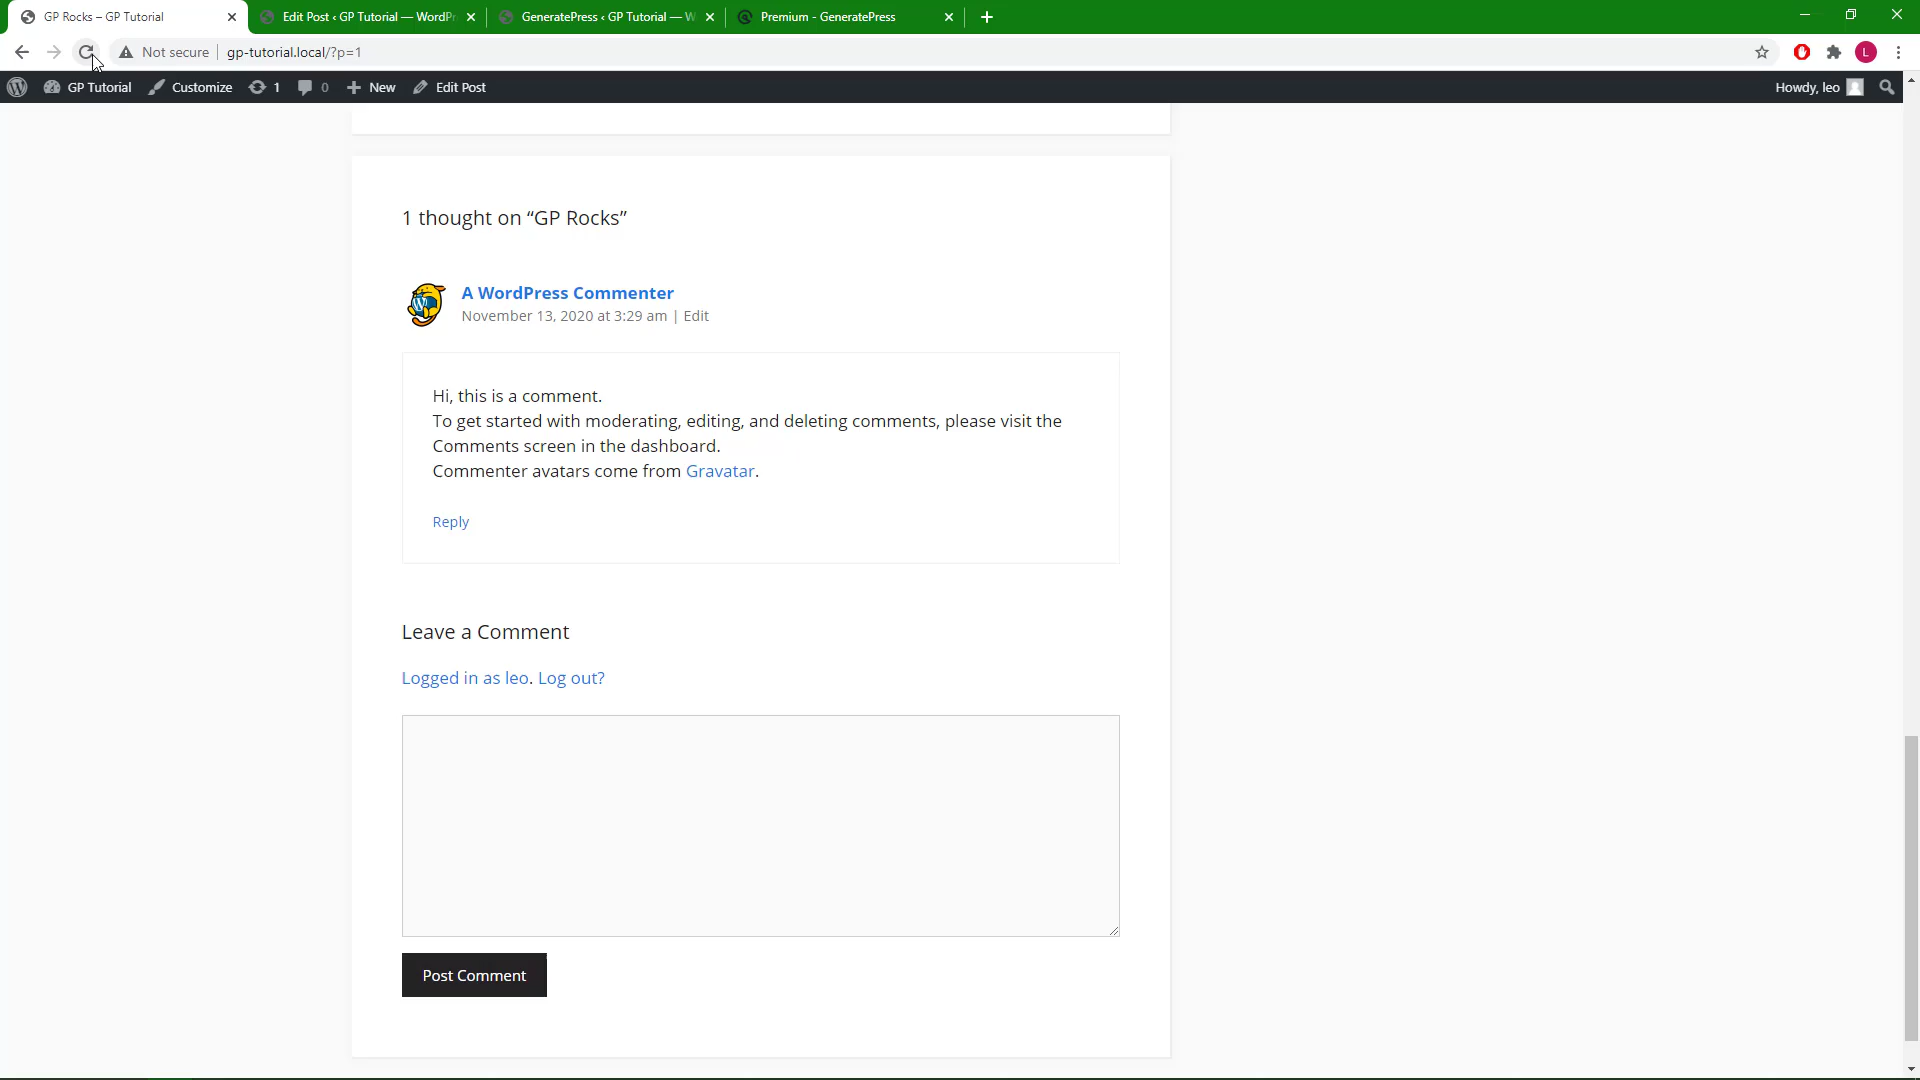 GP Rocks – GP Tutorial
Edit Post ‹ GP Tutorial — WordPr
GeneratePress ‹ GP Tutorial — W
Premium - GeneratePress
Not secure
gp-tutorial.local/?p=1
L
GP Tutorial
Customize
1
0
New
Edit Post
Howdy, leo
1 thought on “GP Rocks”
A WordPress Commenter
November 13, 2020 at 3:29 am | Edit
Hi, this is a comment.
To get started with moderating, editing, and deleting comments, please visit the
Comments screen in the dashboard.
Commenter avatars come from Gravatar.
Reply
Leave a Comment
Logged in as leo. Log out?
Post Comment